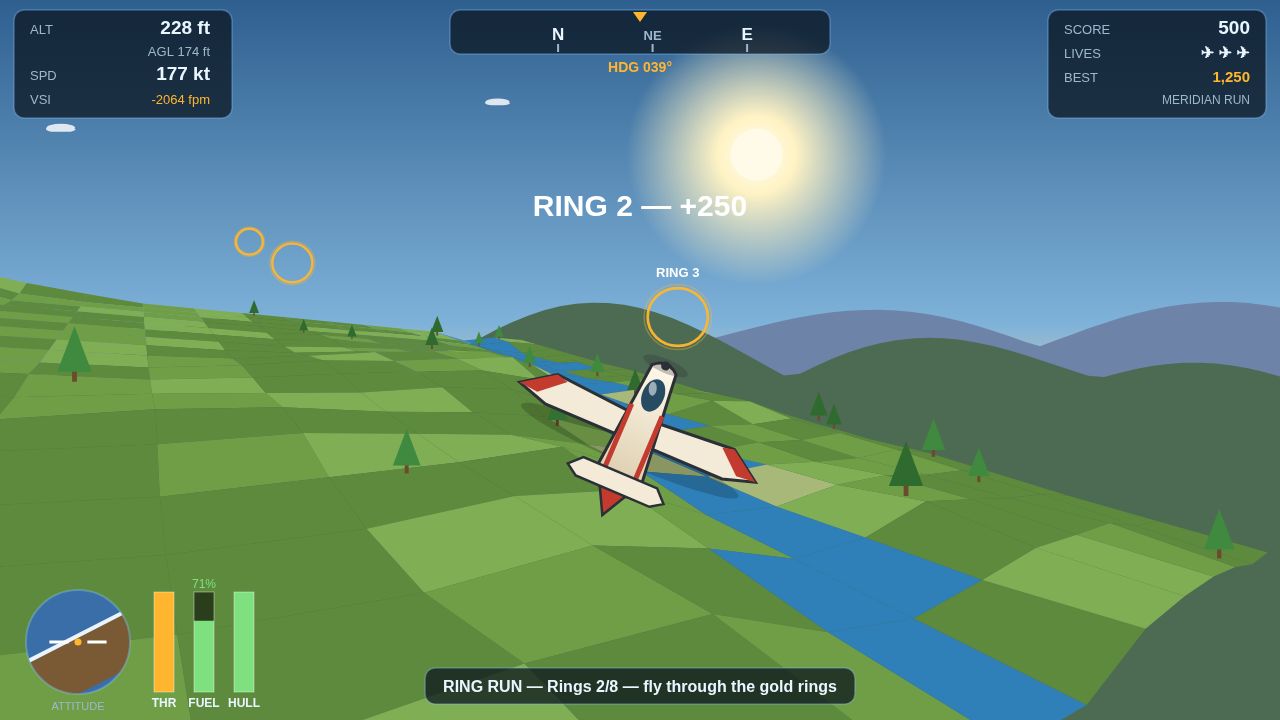 ALT 228 ft
AGL 174 ft
SPD 177 kt
VSI -2064 fpm
N NE E
HDG 039°
SCORE 500
LIVES ✈ ✈ ✈
BEST 1,250
MERIDIAN RUN
RING 2 — +250
RING 3
71%
ATTITUDE
THR FUEL HULL
RING RUN — Rings 2/8 — fly through the gold rings